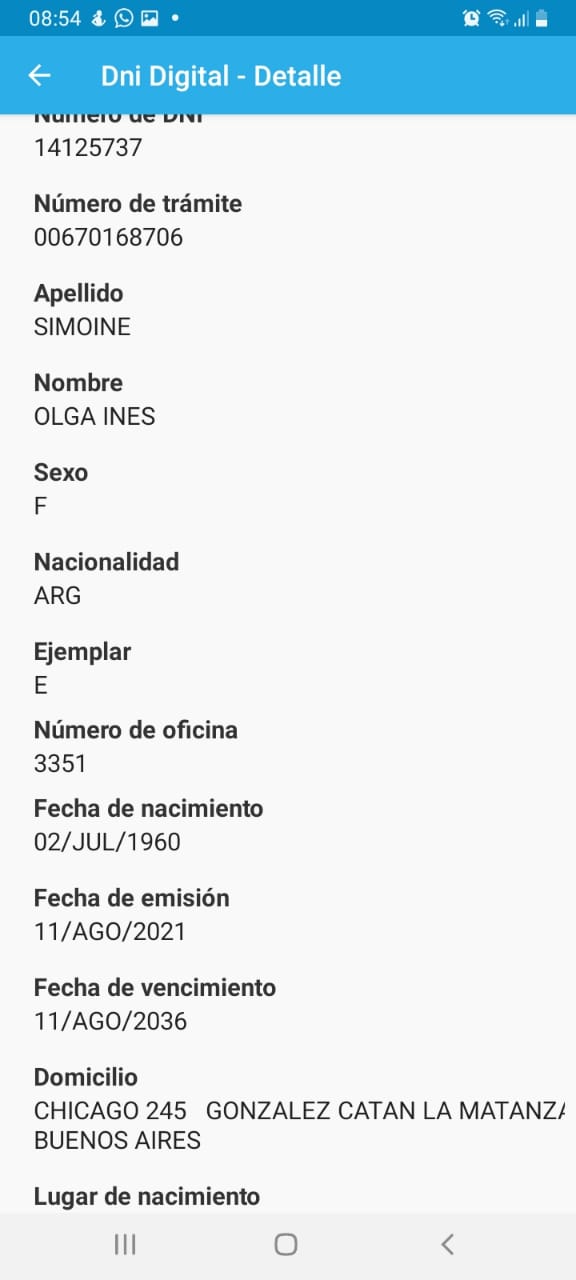 08:54
Dni Digital - Detalle
Número de DNI
14125737
Número de trámite
00670168706
Apellido
SIMOINE
Nombre
OLGA INES
Sexo
F
Nacionalidad
ARG
Ejemplar
E
Número de oficina
3351
Fecha de nacimiento
02/JUL/1960
Fecha de emisión
11/AGO/2021
Fecha de vencimiento
11/AGO/2036
Domicilio
CHICAGO 245 GONZALEZ CATAN LA MATANZA
BUENOS AIRES
Lugar de nacimiento